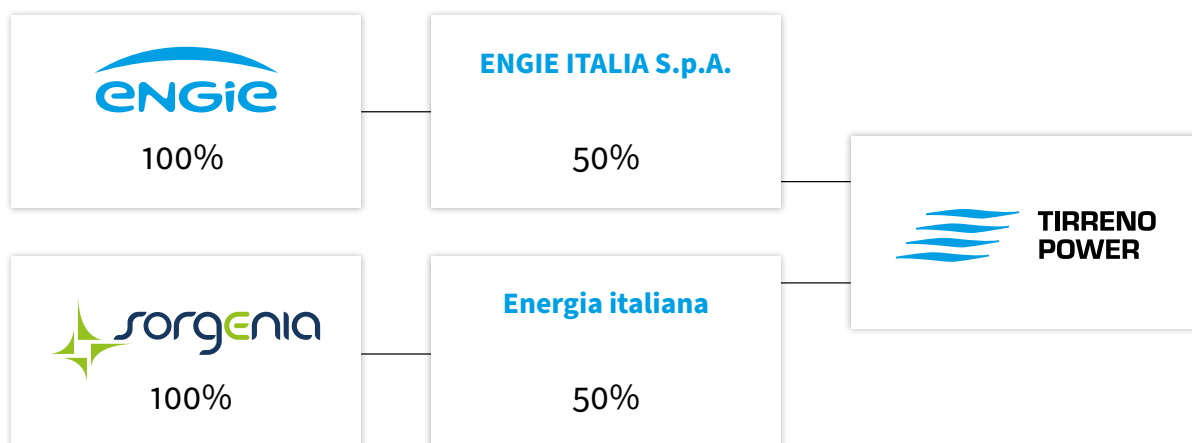 ENGIE
100%
ENGIE ITALIA S.p.A.
50%
TIRRENO
POWER
sorgenia
100%
Energia italiana
50%